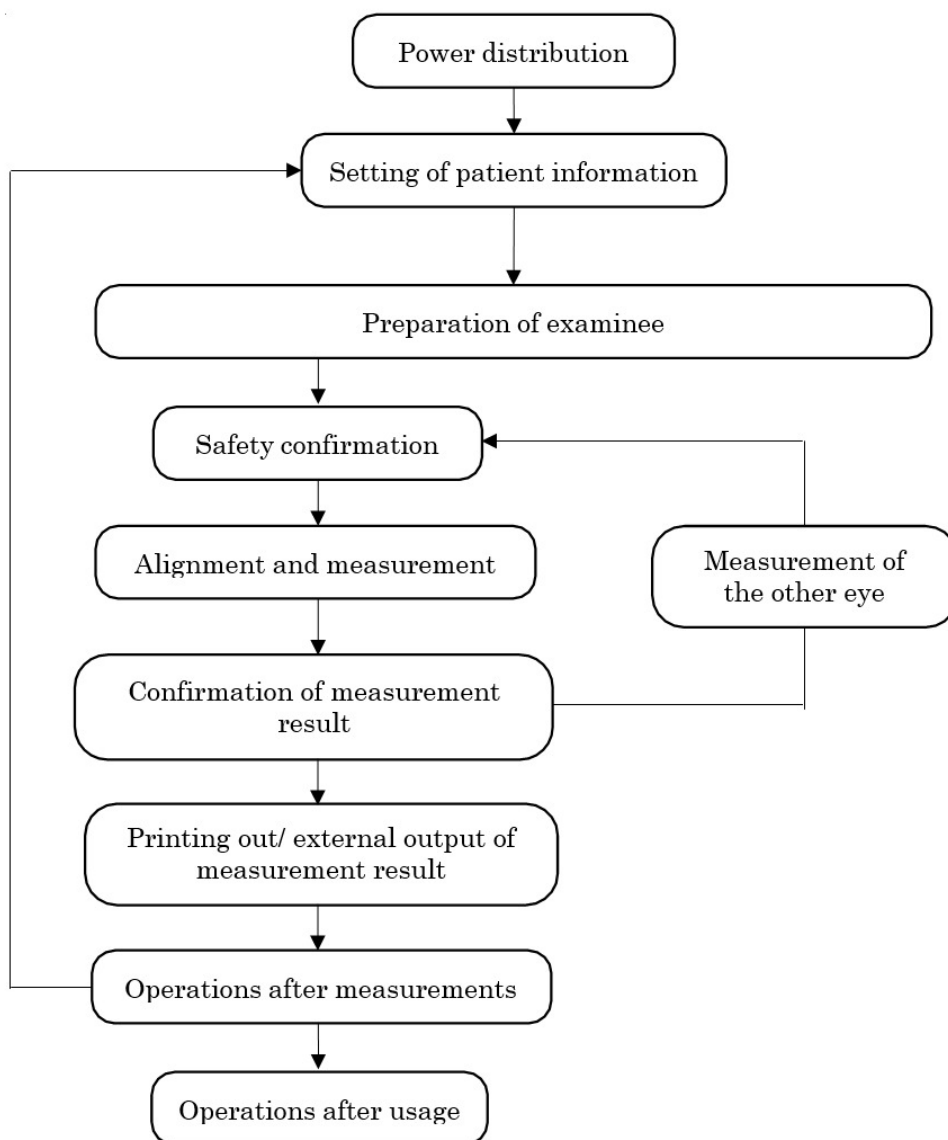 Power distribution
Setting of patient information
Preparation of examinee
Safety confirmation
Alignment and measurement
Measurement of
the other eye
Confirmation of measurement
result
Printing out/ external output of
measurement result
Operations after measurements
Operations after usage